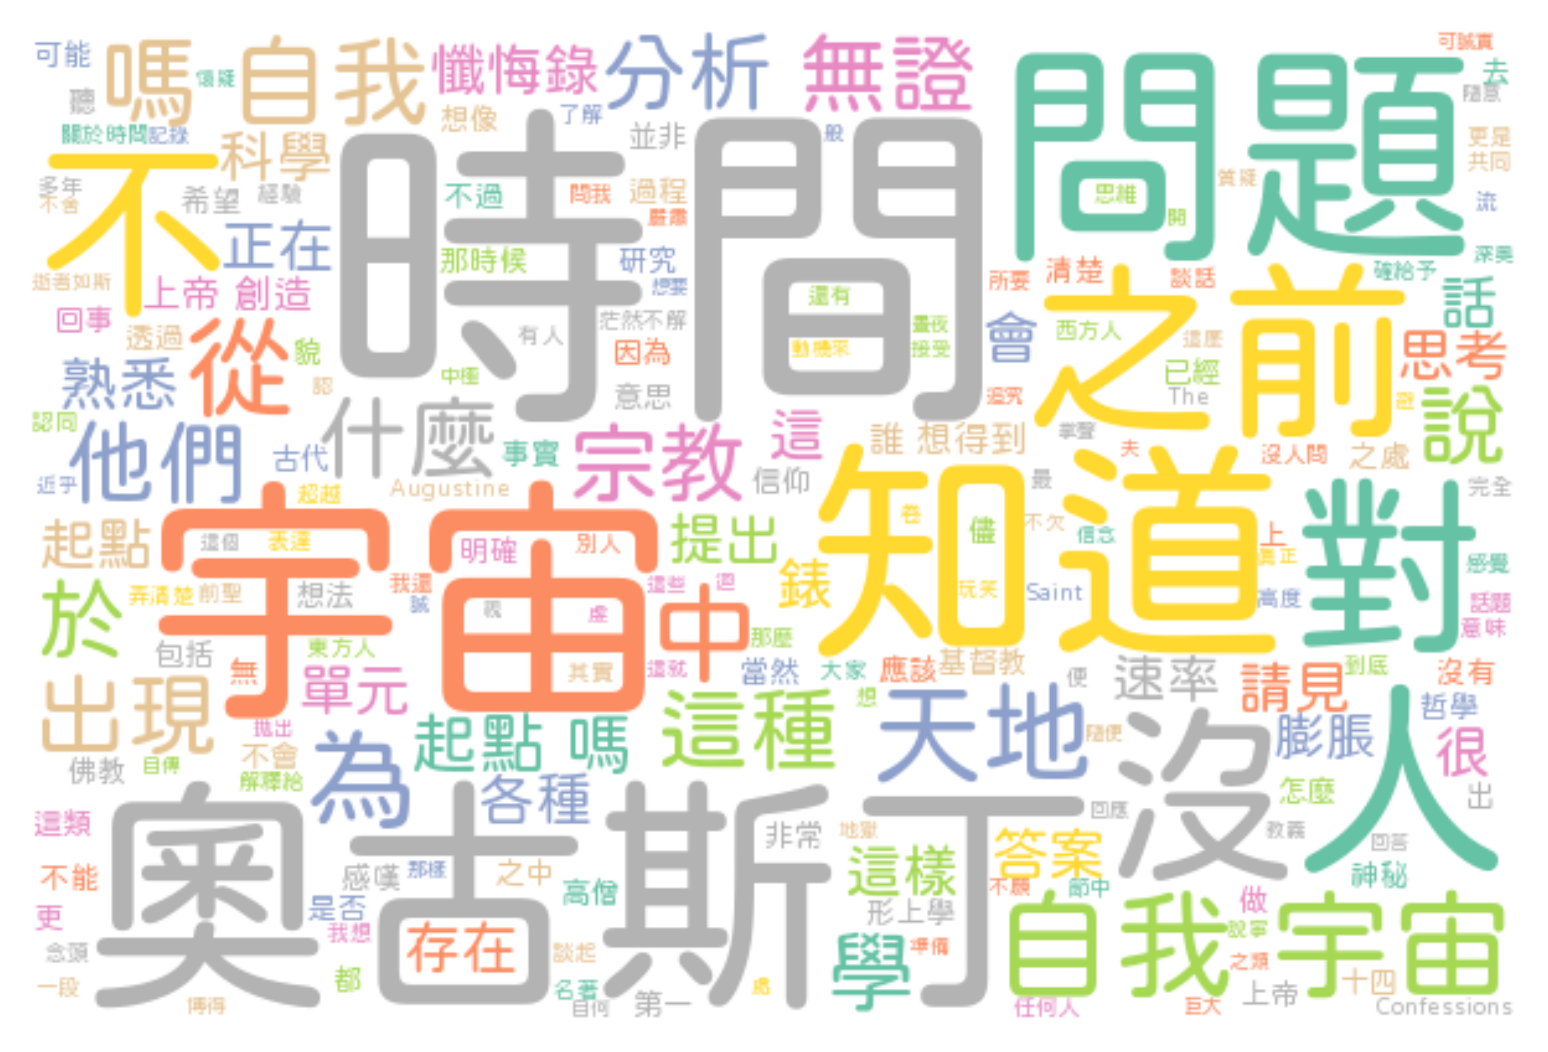 可能
嗎
懷疑
自我
懺悔錄
分析
無證
問題
可誠實
去
隨意
聽
關於時間
記錄
想像
了解
並非
般
更是
共同
不
科學
時間
多年
不舍
希望
經驗
不過
問我
過程
嚴肅
思維
開
質疑
流
深奧
正在
那時候
研究
想要
逝者如斯
上帝
創造
還有
所要
清楚
談話
之前
確給予
話
回事
透過
從
貌
有人
茫然不解
因為
動機來
晝夜
接受
會
西方人
這麼
思考
熟悉
認
中極
意思
追究
已經
The
說
認同
他們
什麼
古代
事實
宗教
這
信仰
誰
想得到
掌聲
夫
沒人問
之處
近乎
超越
Augustine
知道
最
不欠
信念
上
真正
對
完全
起點
宇宙
這個
表達
明確
別人
提出
卷
儘
感覺
於
弄清楚
前聖
想法
我還
誠
這些
迴
錶
玩笑
Saint
高度
話題
意味
包括
東方人
無
單元
親
虛
其實
中
這就
那麼
當然
大家
應該
基督教
便
速率
請見
到底
沒有
出現
拋出
起點
嗎
這種
想
天地
隨便
沒
膨脹
人
哲學
很
佛教
自傳
不會
解釋給
為
各種
怎麼
出
這類
奧古斯丁
非常
地獄
回應
教義
回答
不能
感嘆
那樣
之中
高僧
這樣
答案
不願
節中
神秘
更
是否
我想
存在
談起
形上學
準備
自我
說寧
做
宇宙
之類
念頭
都
學
一段
博得
名著
自何
第一
處
任何人
巨大
上帝
十四
Confessions